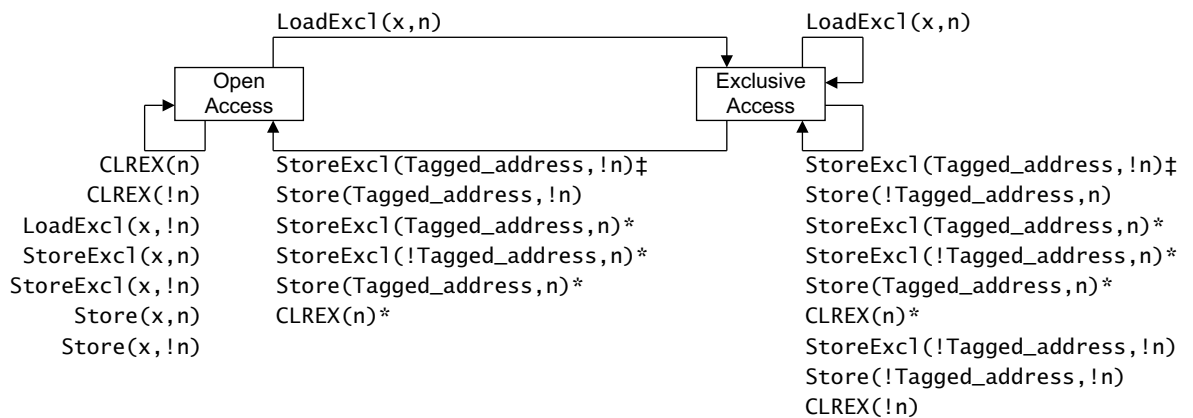 LoadExcl(x,n)
LoadExcl(x,n)
Open
Access
Exclusive
Access
CLREX(n)
CLREX(!n)
LoadExcl(x,!n)
StoreExcl(x,n)
StoreExcl(x,!n)
Store(x,n)
Store(x,!n)
StoreExcl(Tagged_address,!n)‡
Store(Tagged_address,!n)
StoreExcl(Tagged_address,n)*
StoreExcl(!Tagged_address,n)*
Store(Tagged_address,n)*
CLREX(n)*
StoreExcl(Tagged_address,!n)‡
Store(!Tagged_address,n)
StoreExcl(Tagged_address,n)*
StoreExcl(!Tagged_address,n)*
Store(Tagged_address,n)*
CLREX(n)*
StoreExcl(!Tagged_address,!n)
Store(!Tagged_address,!n)
CLREX(!n)